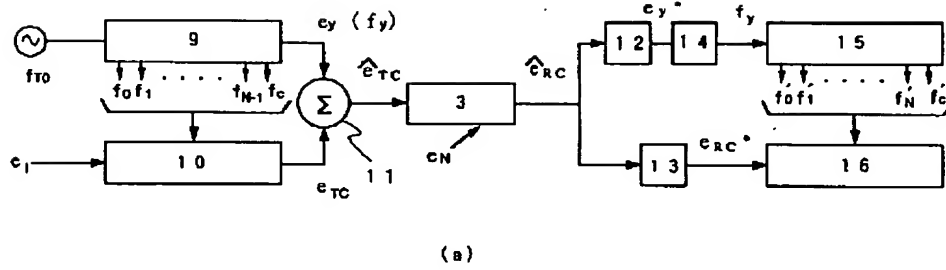 9
e_y (f_y)
e_y*
f_y
12
14
15
f_T0
f_0 f_1 . . . . . f_N-1 f_c
ê_TC
ê_RC
f_0' f_1' . . . . . f_N' f_c'
Σ
3
e_i
10
e_N
e_RC*
13
16
e_TC
11
(a)